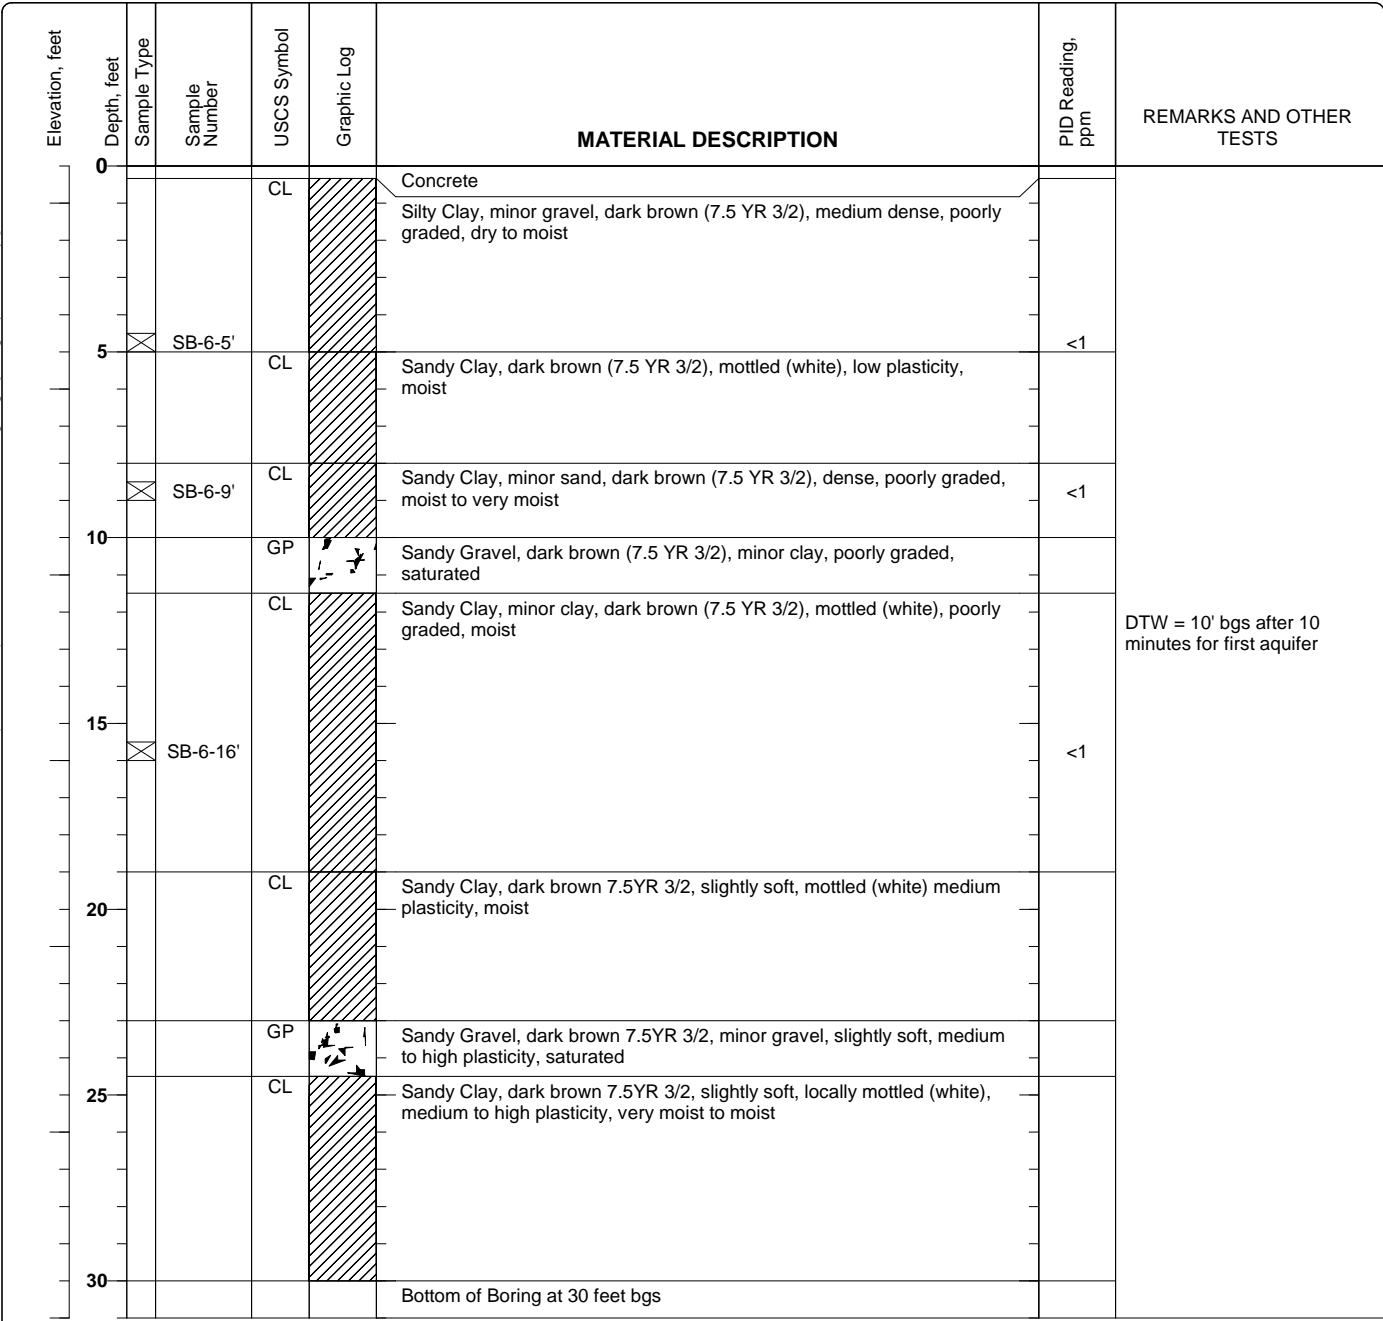 Elevation, feet
Depth, feet
Sample Type
Sample
Number
USCS Symbol
Graphic Log
MATERIAL DESCRIPTION
PID Reading,
ppm
REMARKS AND OTHER
TESTS
0
CL
Concrete
Silty Clay, minor gravel, dark brown (7.5 YR 3/2), medium dense, poorly
graded, dry to moist
SB-6-5'
<1
5
CL
Sandy Clay, dark brown (7.5 YR 3/2), mottled (white), low plasticity,
moist
CL
Sandy Clay, minor sand, dark brown (7.5 YR 3/2), dense, poorly graded,
moist to very moist
SB-6-9'
<1
10
GP
Sandy Gravel, dark brown (7.5 YR 3/2), minor clay, poorly graded,
saturated
CL
Sandy Clay, minor clay, dark brown (7.5 YR 3/2), mottled (white), poorly
graded, moist
DTW = 10' bgs after 10
minutes for first aquifer
15
SB-6-16'
<1
CL
Sandy Clay, dark brown 7.5YR 3/2, slightly soft, mottled (white) medium
plasticity, moist
20
GP
Sandy Gravel, dark brown 7.5YR 3/2, minor gravel, slightly soft, medium
to high plasticity, saturated
CL
Sandy Clay, dark brown 7.5YR 3/2, slightly soft, locally mottled (white),
medium to high plasticity, very moist to moist
25
30
Bottom of Boring at 30 feet bgs